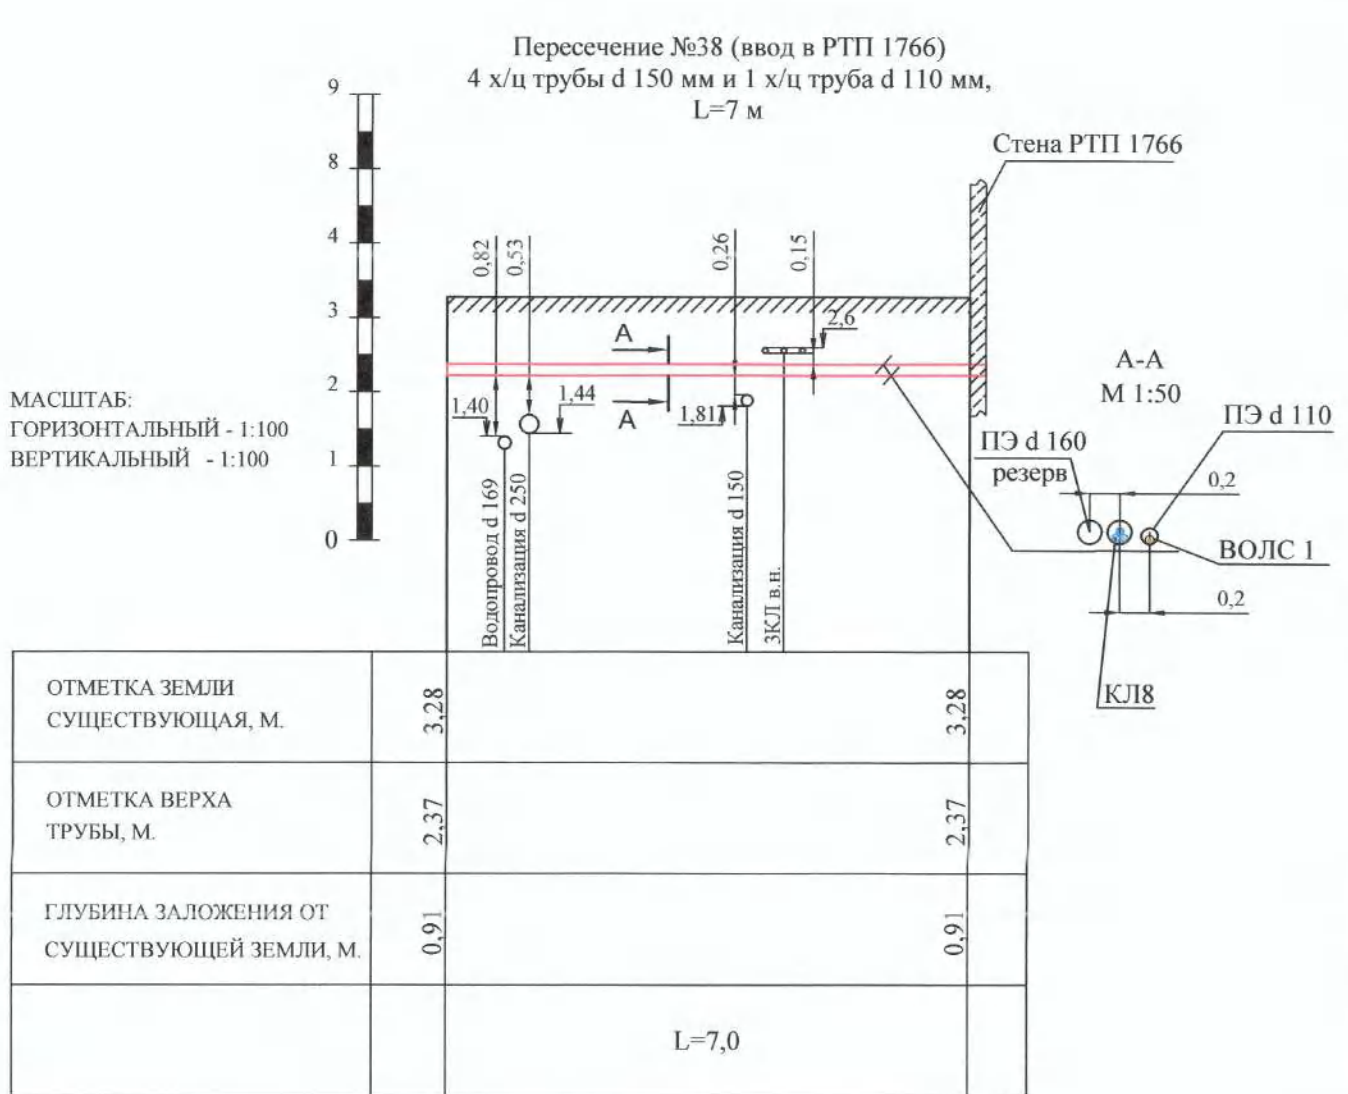 Пересечение №38 (ввод в РТП 1766)
4 х/ц трубы d 150 мм и 1 х/ц труба d 110 мм,
L=7 м
9
8
4
3
2
1
0
МАСШТАБ:
ГОРИЗОНТАЛЬНЫЙ - 1:100
ВЕРТИКАЛЬНЫЙ - 1:100
Стена РТП 1766
0,82
0,53
0,26
0,15
2,6
А
А
1,40
1,44
1,81
Водопровод d 169
Канализация d 250
Канализация d 150
3КЛ в.н.
А-А
М 1:50
ПЭ d 110
ПЭ d 160
резерв
0,2
ВОЛС 1
0,2
КЛ8
ОТМЕТКА ЗЕМЛИ
СУЩЕСТВУЮЩАЯ, М.
3,28
3,28
ОТМЕТКА ВЕРХА
ТРУБЫ, М.
2,37
2,37
ГЛУБИНА ЗАЛОЖЕНИЯ ОТ
СУЩЕСТВУЮЩЕЙ ЗЕМЛИ, М.
0,91
0,91
L=7,0